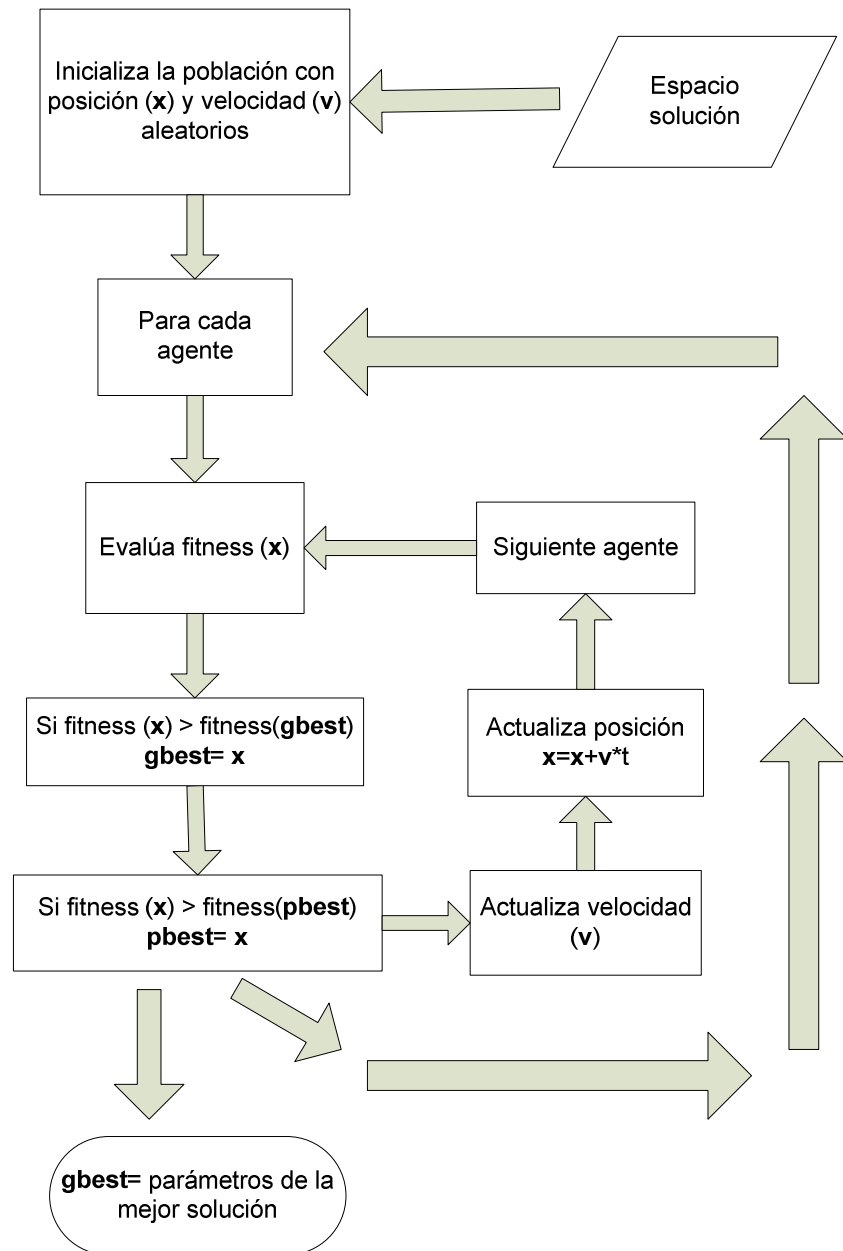 Inicializa la población con
posición (x) y velocidad (v)
aleatorios
Espacio
solución
Para cada
agente
Evalúa fitness (x)
Siguiente agente
Si fitness (x) > fitness(gbest)
gbest= x
Actualiza posición
x=x+v*t
Si fitness (x) > fitness(pbest)
pbest= x
Actualiza velocidad
(v)
gbest= parámetros de la
mejor solución